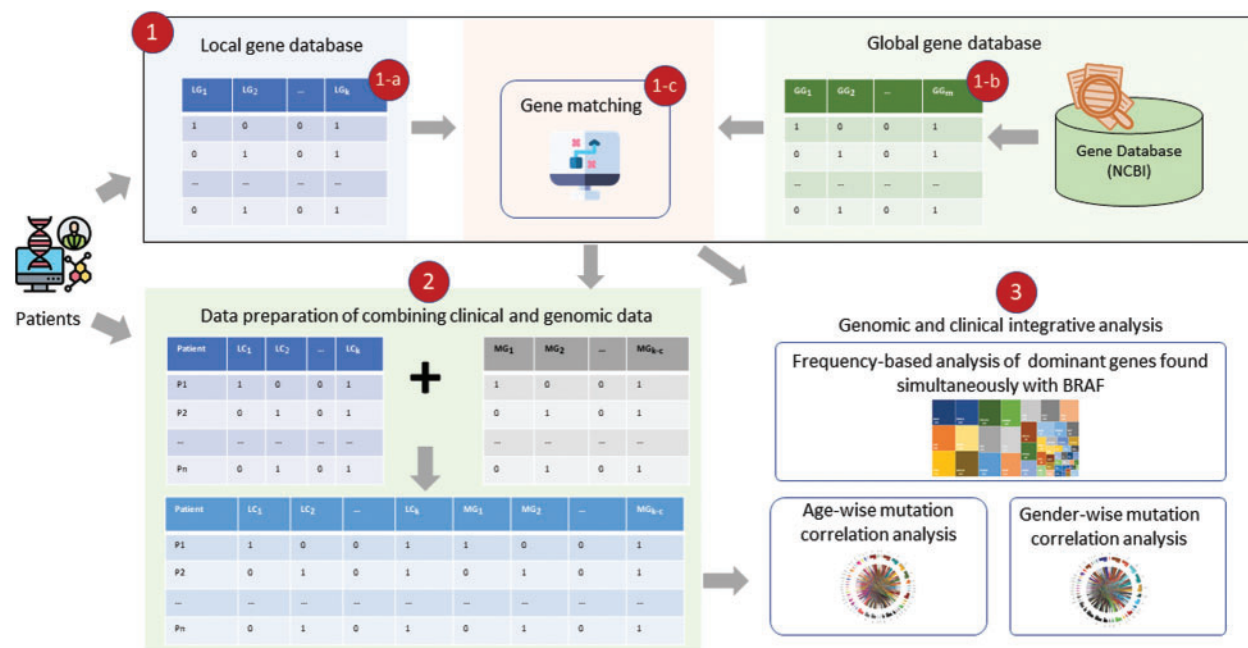 1
Local gene database
1-a
LG1 LG2 ... LGk
1 0 0 1
0 1 0 1
... ... ... ...
0 1 0 1
1-c
Gene matching
Global gene database
1-b
GG1 GG2 ... GGm
1 0 0 1
0 1 0 1
... ... ... ...
0 1 0 1
Gene Database
(NCBI)
Patients
2
Data preparation of combining clinical and genomic data
Patient LC1 LC2 ... LCk
P1 1 0 0 1
P2 0 1 0 1
... ... ... ... ...
Pn 0 1 0 1
+
MG1 MG2 ... MGk-c
1 0 0 1
0 1 0 1
... ... ... ...
0 1 0 1
Patient LC1 LC2 ... LCk MG1 MG2 ... MGk-c
P1 1 0 0 1 1 0 0 1
P2 0 1 0 1 0 1 0 1
... ... ... ... ... ... ... ... ...
Pn 0 1 0 1 0 1 0 1
3
Genomic and clinical integrative analysis
Frequency-based analysis of dominant genes found
simultaneously with BRAF
Age-wise mutation
correlation analysis
Gender-wise mutation
correlation analysis